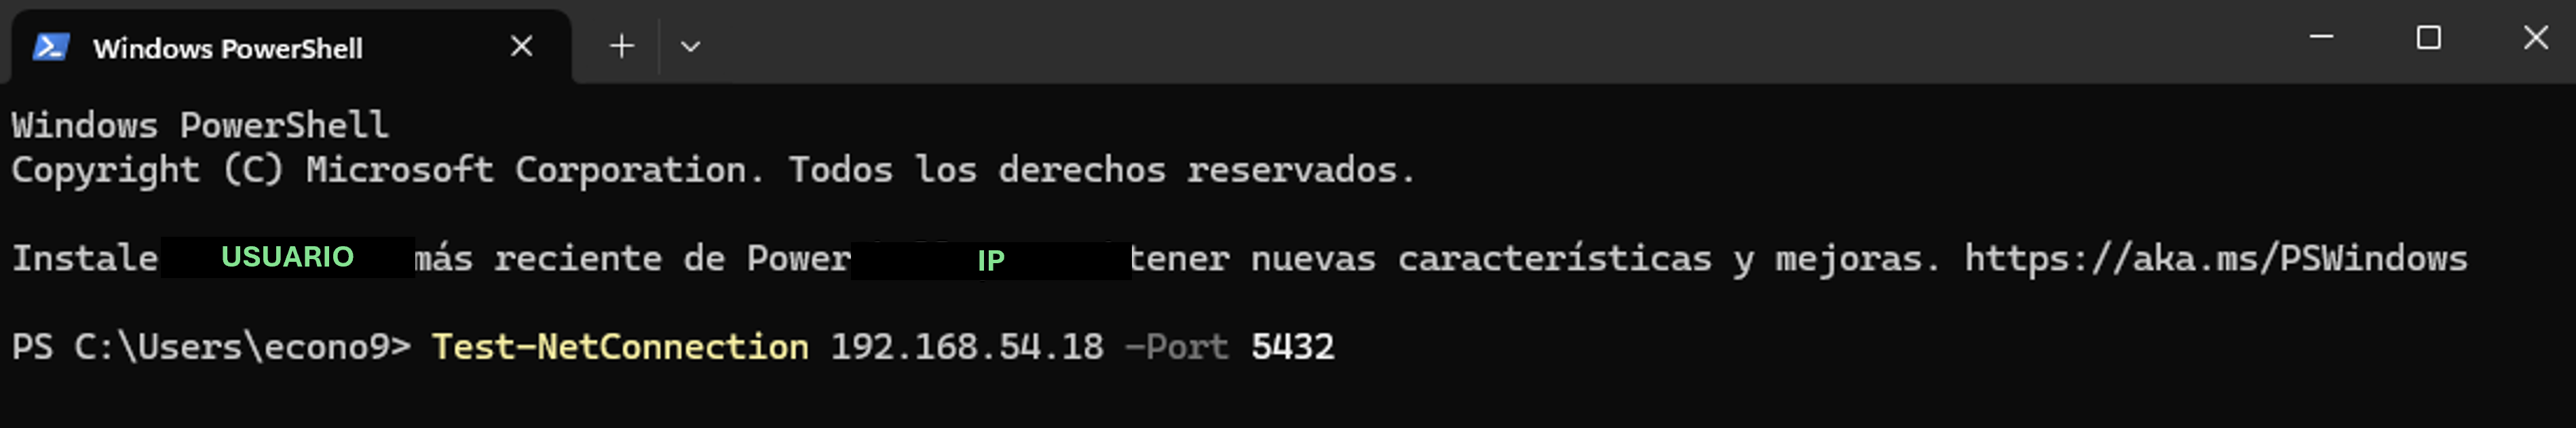 Windows PowerShell
Windows PowerShell
Copyright (C) Microsoft Corporation. Todos los derechos reservados.
Instale USUARIO más reciente de Power IP tener nuevas características y mejoras. https://aka.ms/PSWindows
PS C:\Users\econo9> Test-NetConnection 192.168.54.18 -Port 5432